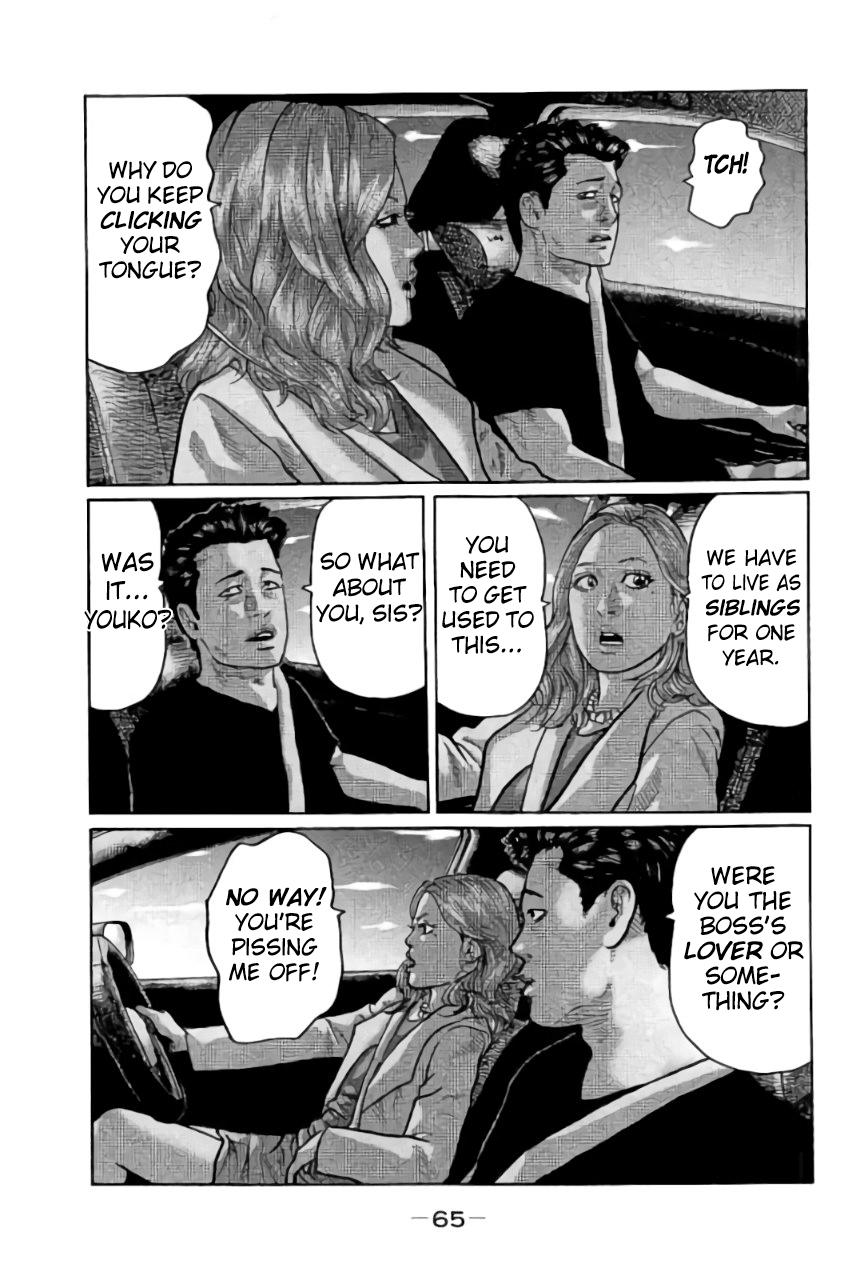 TCH!
WHY DO
YOU KEEP
CLICKING
YOUR
TONGUE?
WE HAVE
TO LIVE AS
SIBLINGS
FOR ONE
YEAR.
YOU
NEED
TO GET
USED TO
THIS...
SO WHAT
ABOUT
YOU, SIS?
WAS
IT...
YOUKO?
WERE
YOU THE
BOSS'S
LOVER OR
SOME-
THING?
NO WAY!
YOU'RE
PISSING
ME OFF!
—65—